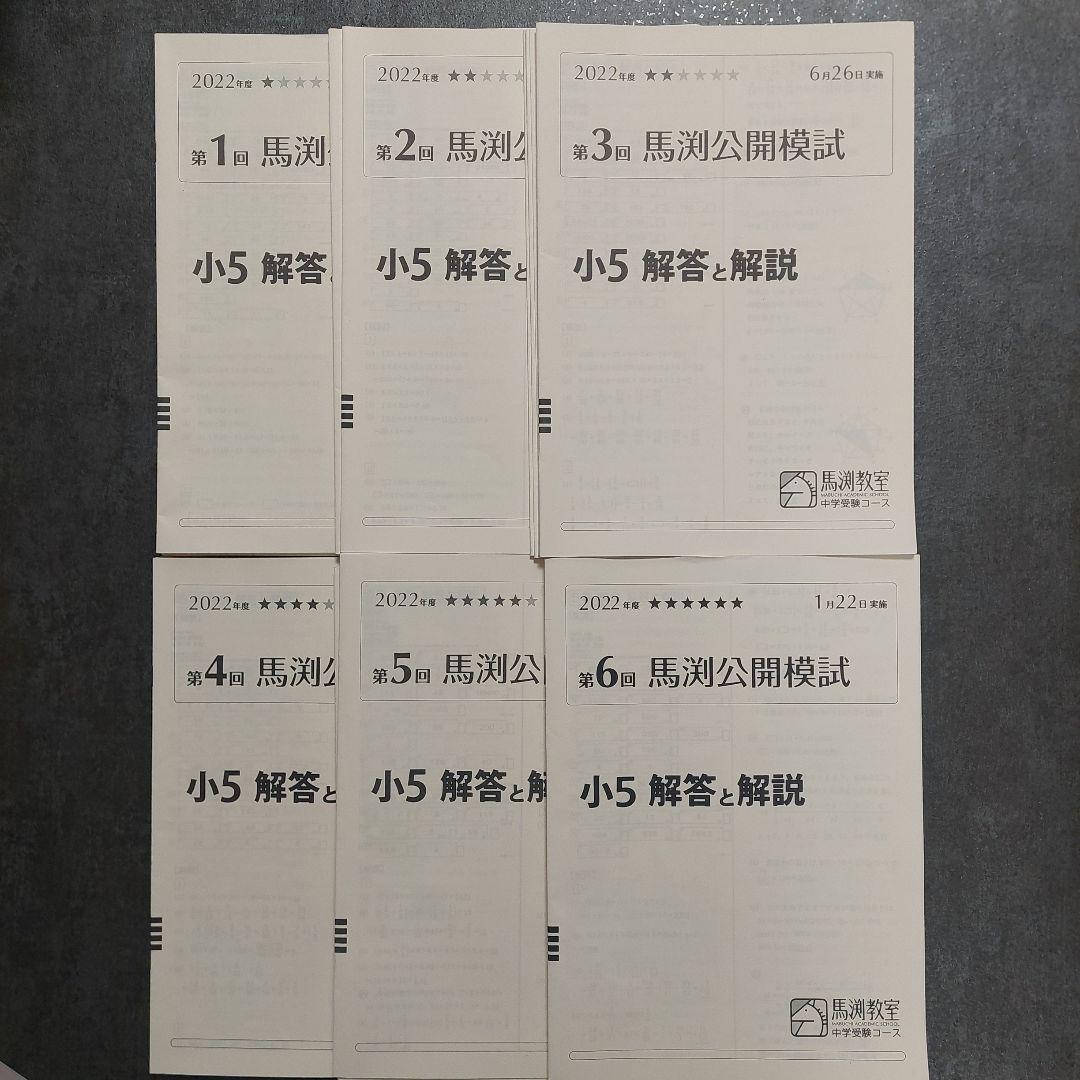 2022年度 ★★★★
第1回 馬渕
小5 解答
2022年度 ★★★★★
第2回 馬渕公
小5 解答と
2022年度 ★★★★★★
6月26日実施
第3回 馬渕公開模試
小5 解答と解説
馬渕教室
MABUCHI ACADEMIC SCHOOL
中学受験コース
2022年度 ★★★★★
第4回 馬渕公
小5 解答と
2022年度 ★★★★★★
第5回 馬渕公
小5 解答と解
2022年度 ★★★★★★
1月22日実施
第6回 馬渕公開模試
小5 解答と解説
馬渕教室
MABUCHI ACADEMIC SCHOOL
中学受験コース